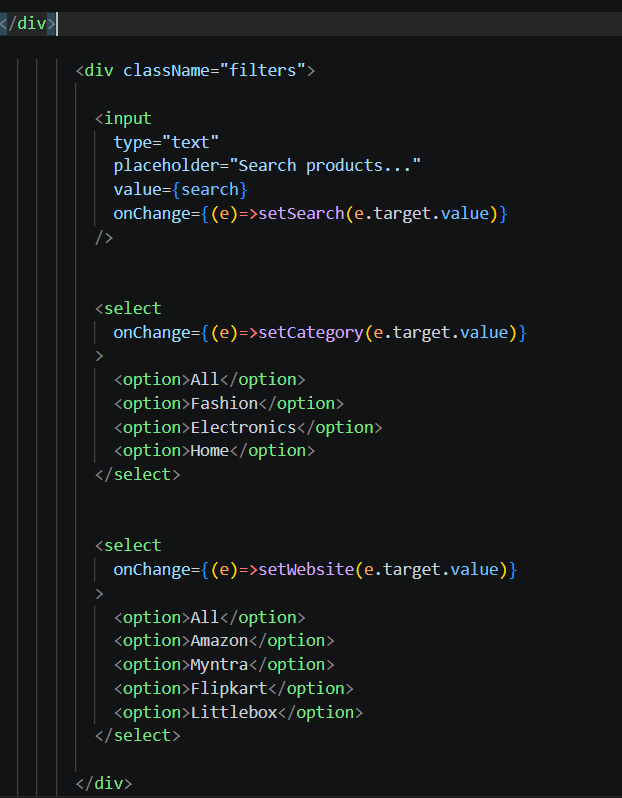 </div>
<div className="filters">
<input
type="text"
placeholder="Search products..."
value={search}
onChange={(e)=>setSearch(e.target.value)}
/>
<select
onChange={(e)=>setCategory(e.target.value)}
>
<option>All</option>
<option>Fashion</option>
<option>Electronics</option>
<option>Home</option>
</select>
<select
onChange={(e)=>setWebsite(e.target.value)}
>
<option>All</option>
<option>Amazon</option>
<option>Myntra</option>
<option>Flipkart</option>
<option>Littlebox</option>
</select>
</div>